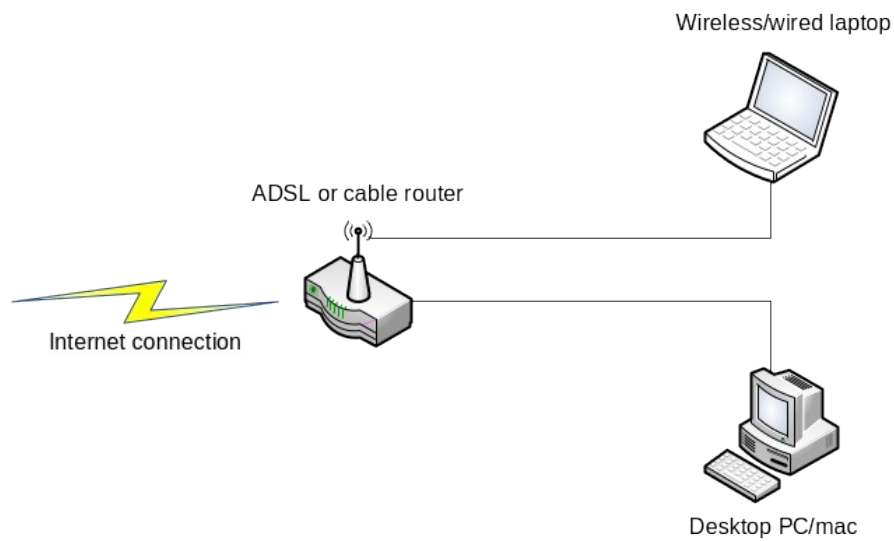 Wireless/wired laptop
ADSL or cable router
Internet connection
Desktop PC/mac